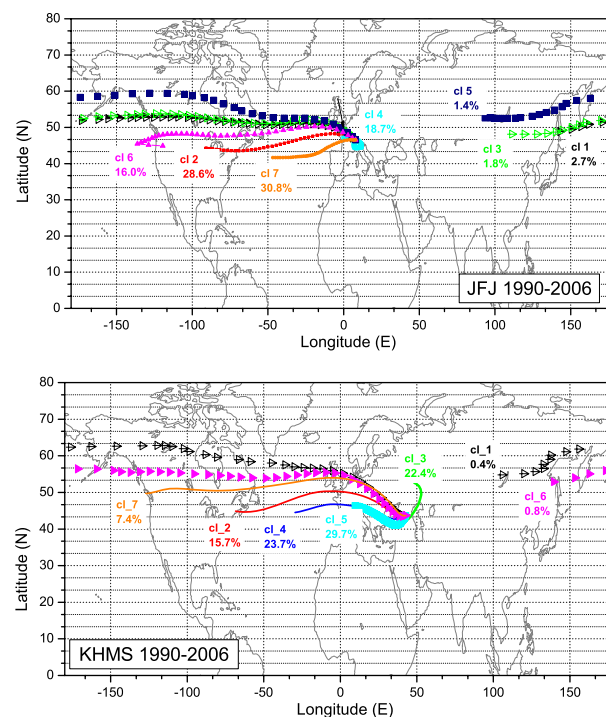 80
70
60
50
40
30
20
10
0
Latitude (N)
cl 5
1.4%
cl 4
18.7%
cl 3
1.8%
cl 1
2.7%
cl 6
16.0%
cl 2
28.6%
cl 7
30.8%
JFJ 1990-2006
-150 -100 -50 0 50 100 150
Longitude (E)
80
70
60
50
40
30
20
10
0
Latitude (N)
cl_3
22.4%
cl_1
0.4%
cl_6
0.8%
cl_7
7.4%
cl_2
15.7%
cl_4
23.7%
cl_5
29.7%
KHMS 1990-2006
-150 -100 -50 0 50 100 150
Longitude (E)